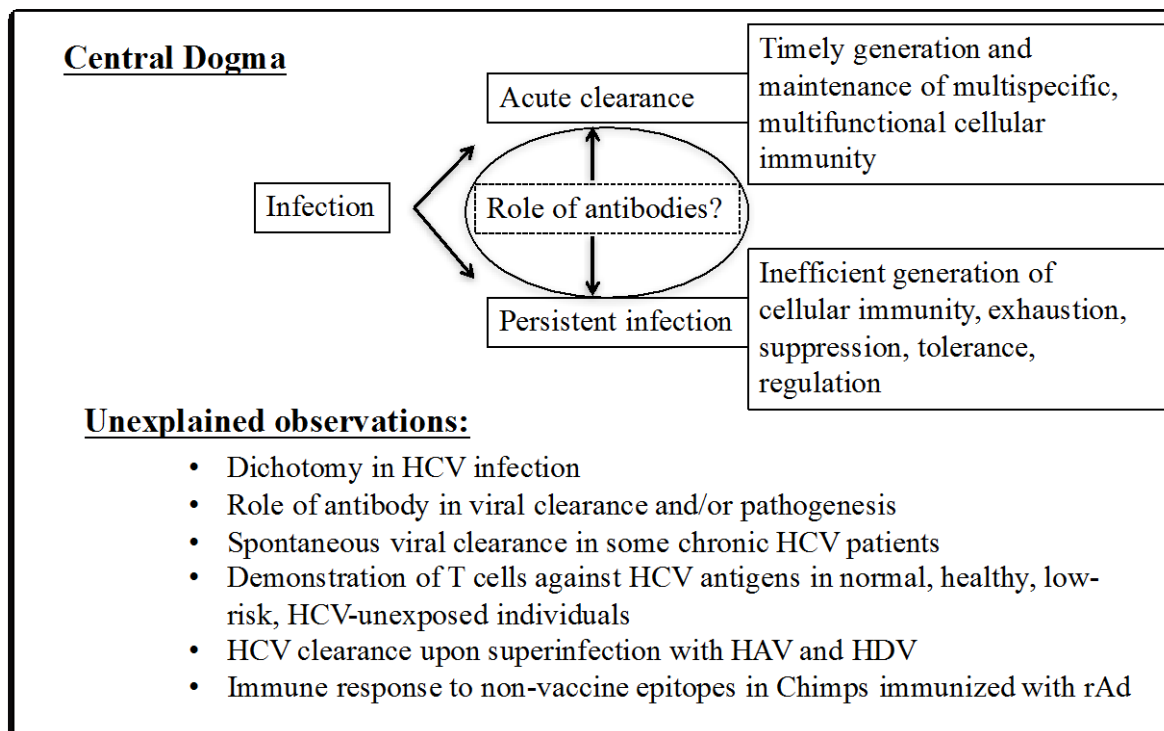 Central Dogma
Timely generation and
maintenance of multispecific,
multifunctional cellular
immunity
Acute clearance
Infection
Role of antibodies?
Persistent infection
Inefficient generation of
cellular immunity, exhaustion,
suppression, tolerance,
regulation
Unexplained observations:
• Dichotomy in HCV infection
• Role of antibody in viral clearance and/or pathogenesis
• Spontaneous viral clearance in some chronic HCV patients
• Demonstration of T cells against HCV antigens in normal, healthy, low-
risk, HCV-unexposed individuals
• HCV clearance upon superinfection with HAV and HDV
• Immune response to non-vaccine epitopes in Chimps immunized with rAd